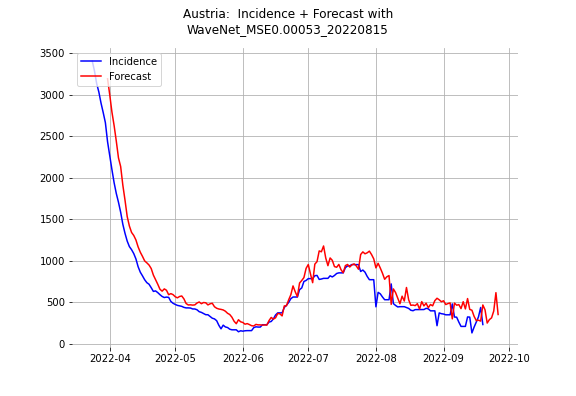 Austria:  Incidence + Forecast with
WaveNet_MSE0.00053_20220815
3500
3000
2500
2000
1500
1000
500
0
Incidence
Forecast
2022-04 2022-05 2022-06 2022-07 2022-08 2022-09 2022-10